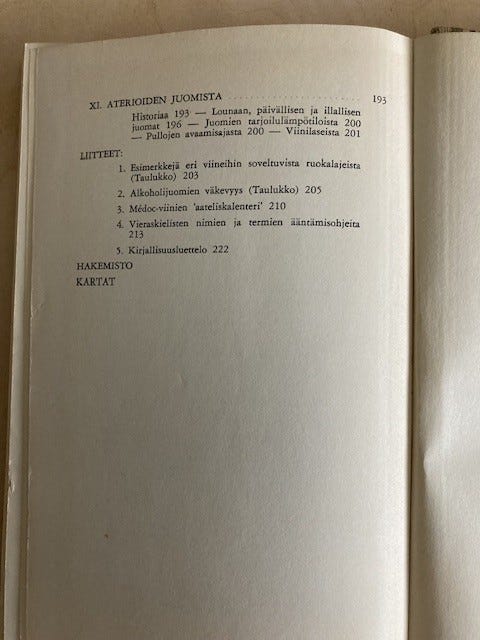 XI. ATERIOIDEN JUOMISTA .............................. 193
Historiaa 193 — Lounaan, päivällisen ja illallisen
juomat 196 — Juomien tarjoilulämpötiloista 200
— Pullojen avaamisajasta 200 — Viinilaseista 201
LIITTEET:
1. Esimerkkejä eri viineihin soveltuvista ruokalajeista
(Taulukko) 203
2. Alkoholijuomien väkevyys (Taulukko) 205
3. Médoc-viinien 'aateliskalenteri' 210
4. Vieraskielisten nimien ja termien ääntämisohjeita
213
5. Kirjallisuusluettelo 222
HAKEMISTO
KARTAT